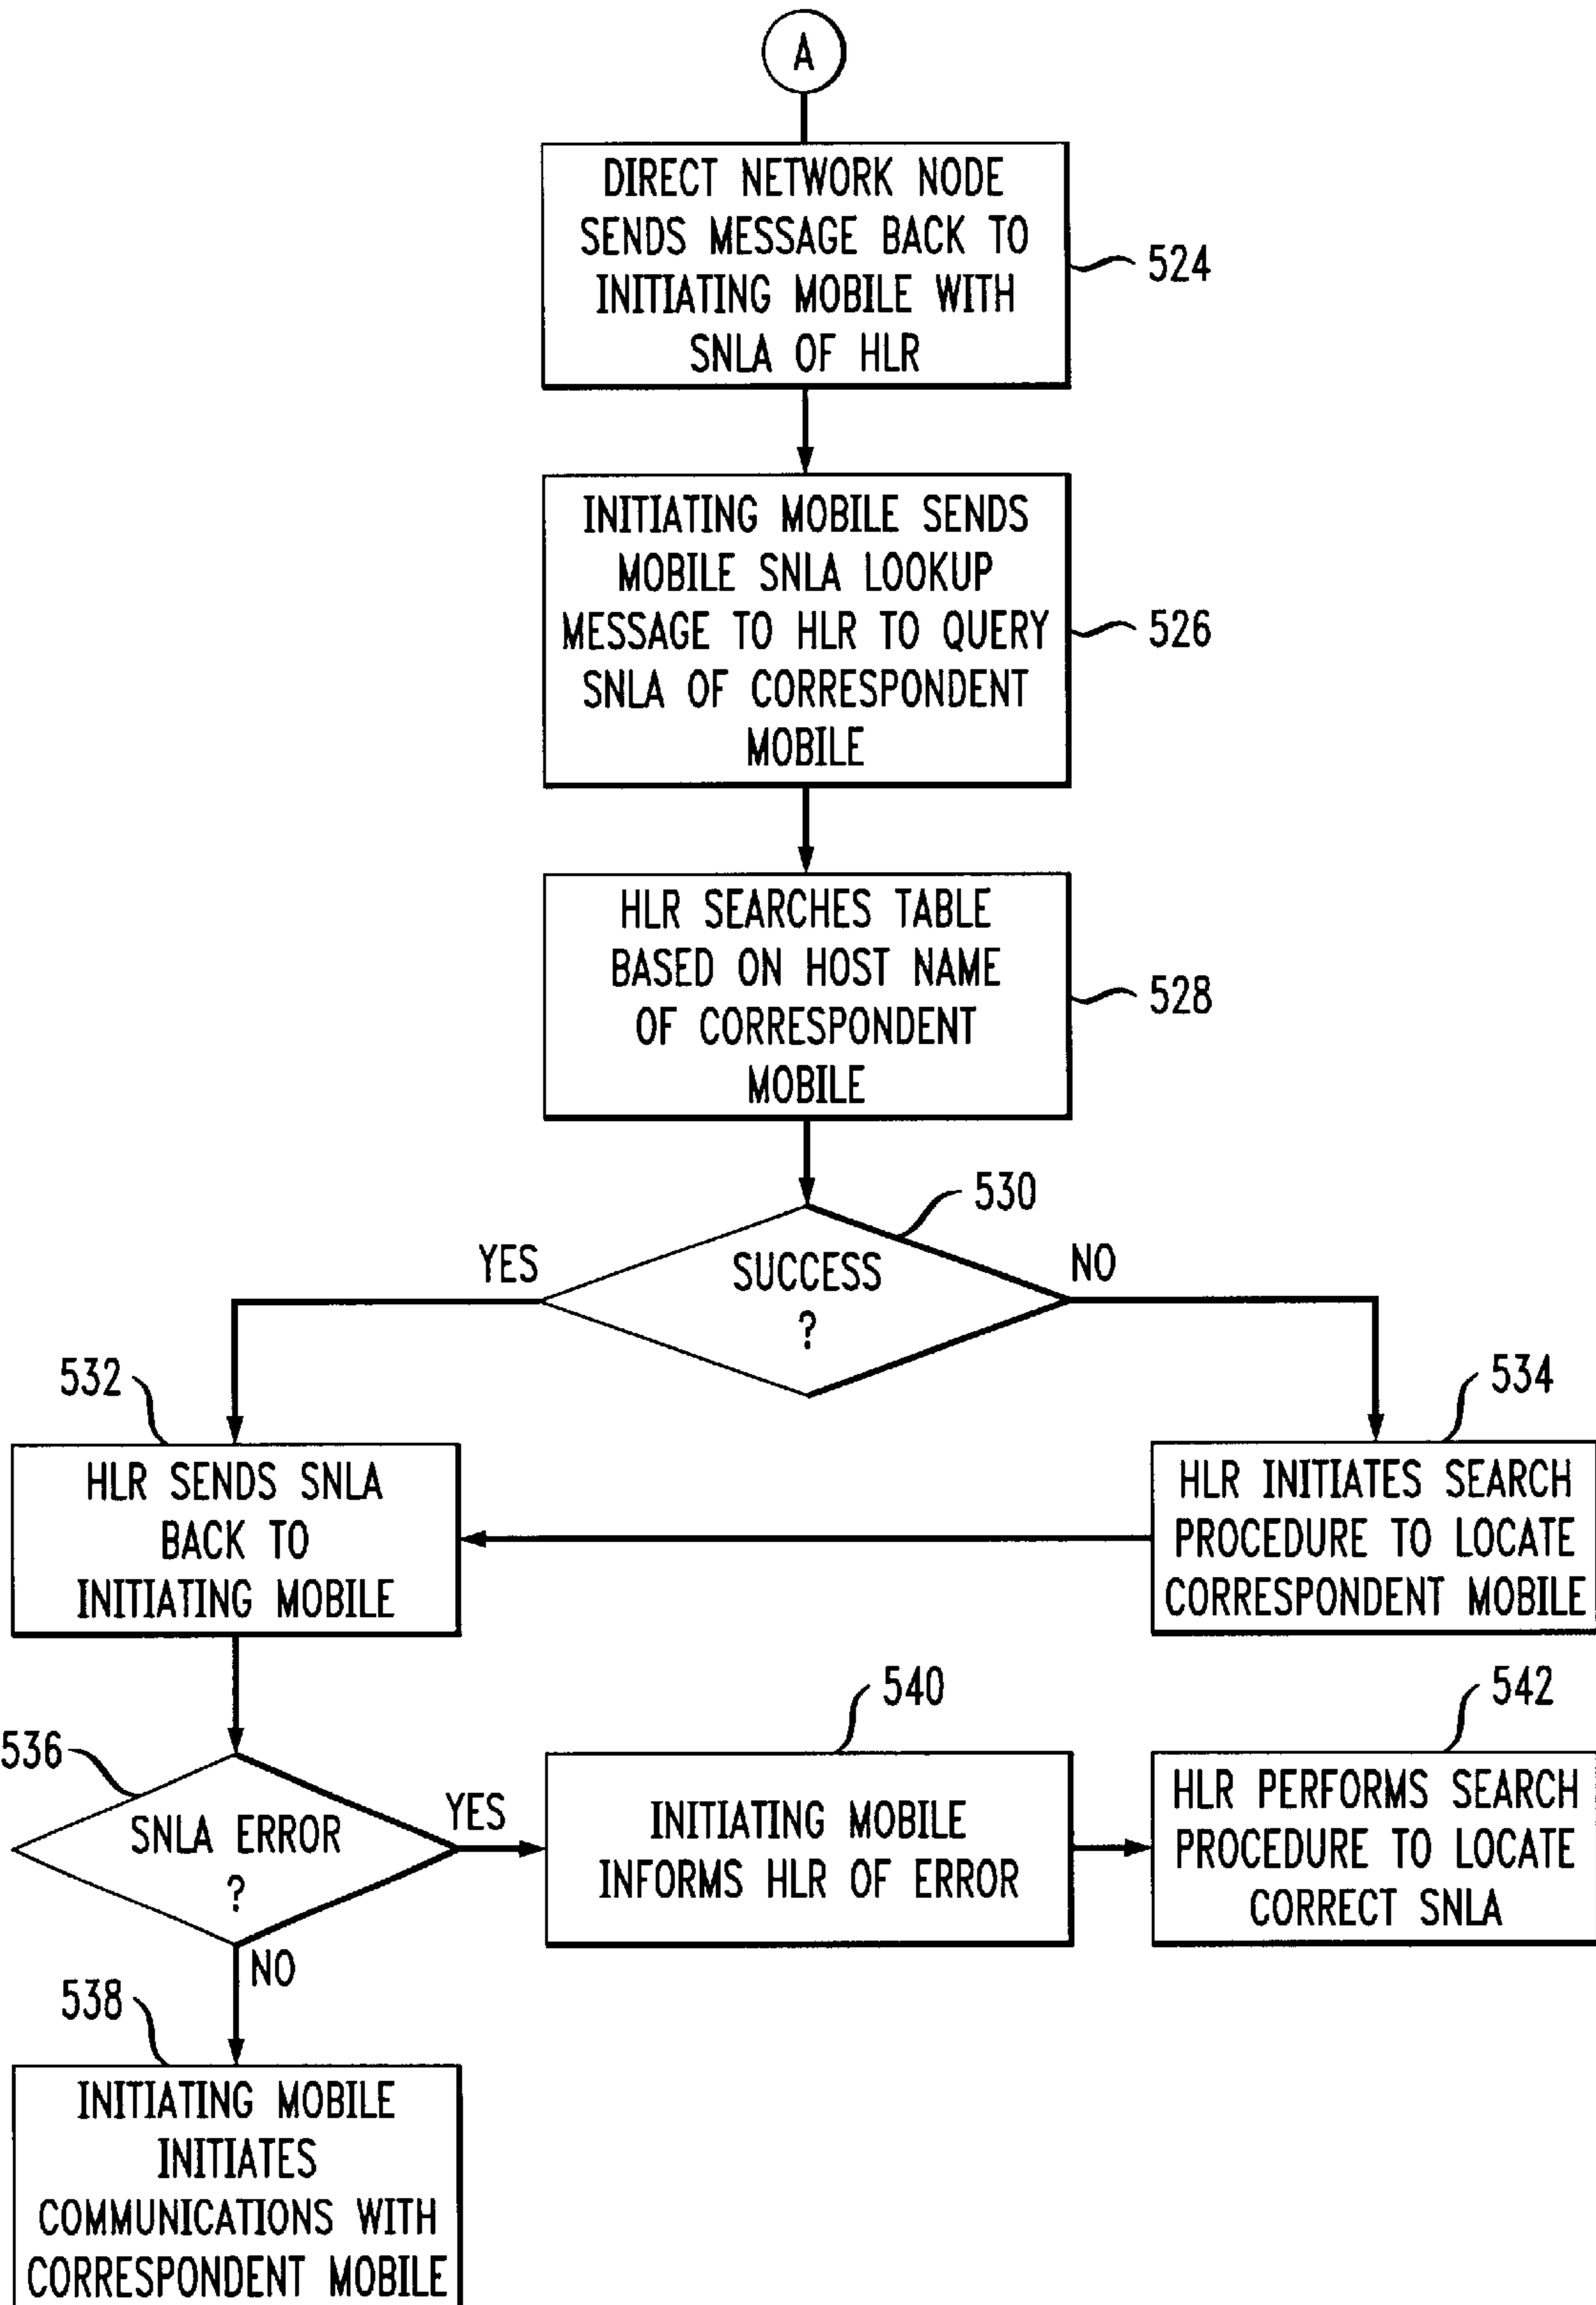 A
DIRECT NETWORK NODE
SENDS MESSAGE BACK TO
INITIATING MOBILE WITH
SNLA OF HLR
524
INITIATING MOBILE SENDS
MOBILE SNLA LOOKUP
MESSAGE TO HLR TO QUERY
SNLA OF CORRESPONDENT
MOBILE
526
HLR SEARCHES TABLE
BASED ON HOST NAME
OF CORRESPONDENT
MOBILE
528
530
YES
SUCCESS
?
NO
532
HLR SENDS SNLA
BACK TO
INITIATING MOBILE
534
HLR INITIATES SEARCH
PROCEDURE TO LOCATE
CORRESPONDENT MOBILE
536
SNLA ERROR
?
YES
NO
540
INITIATING MOBILE
INFORMS HLR OF ERROR
542
HLR PERFORMS SEARCH
PROCEDURE TO LOCATE
CORRECT SNLA
538
INITIATING MOBILE
INITIATES
COMMUNICATIONS WITH
CORRESPONDENT MOBILE